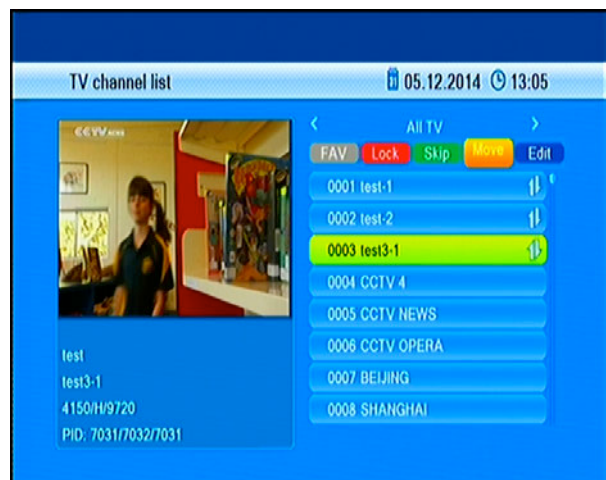 TV channel list
05.12.2014 13:05
CCTV NEWS
All TV
FAV Lock Skip Move Edit
0001 test-1
0002 test-2
0003 test3-1
0004 CCTV 4
0005 CCTV NEWS
0006 CCTV OPERA
0007 BEIJING
0008 SHANGHAI
test
test3-1
4150/H/9720
PID: 7031/7032/7031